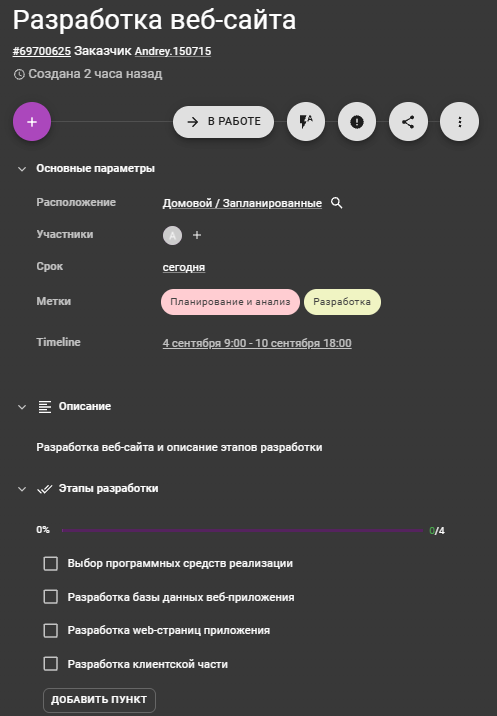 Разработка веб-сайта
#69700625 Заказчик Andrey.150715
Создана 2 часа назад
В РАБОТЕ
Основные параметры
Расположение Домовой / Запланированные
Участники А
Срок сегодня
Метки Планирование и анализ Разработка
Timeline 4 сентября 9:00 - 10 сентября 18:00
Описание
Разработка веб-сайта и описание этапов разработки
Этапы разработки
0% 0/4
Выбор программных средств реализации
Разработка базы данных веб-приложения
Разработка web-страниц приложения
Разработка клиентской части
ДОБАВИТЬ ПУНКТ